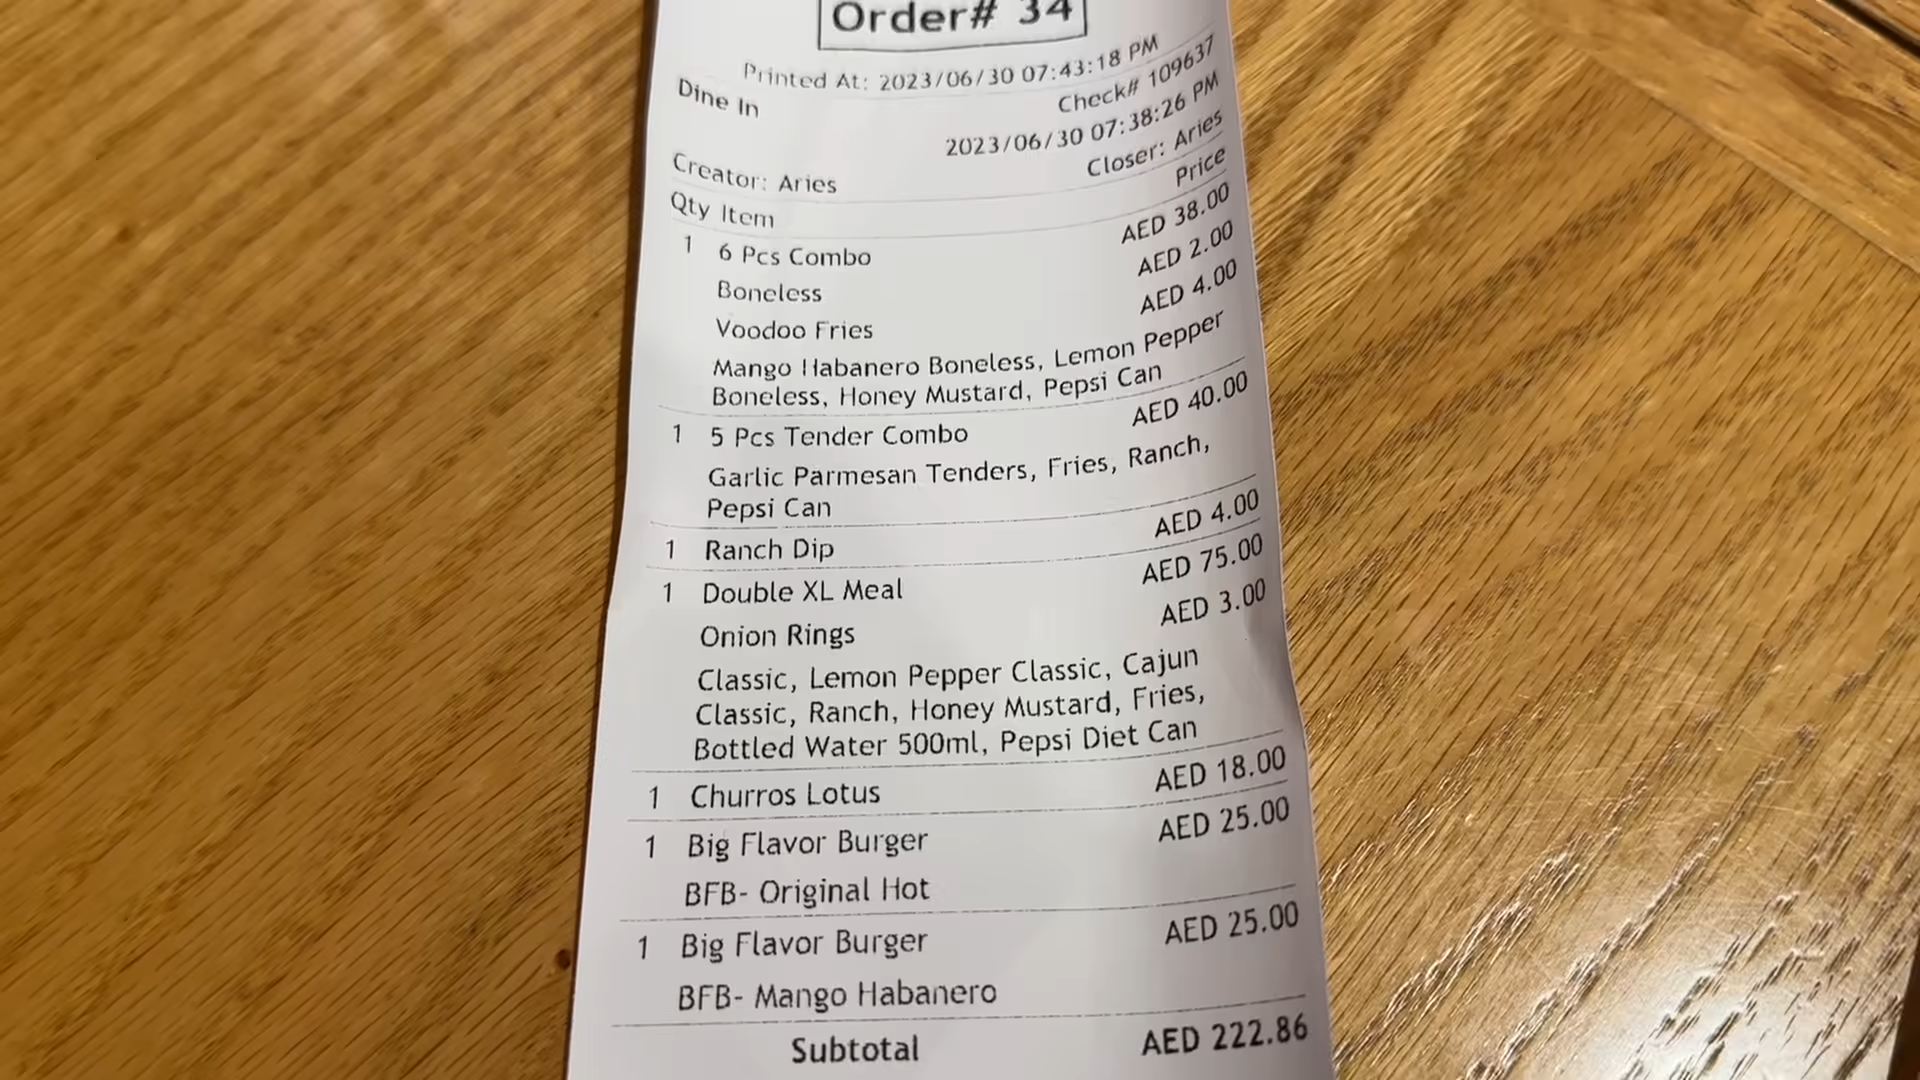 Order# 34
Printed At: 2023/06/30 07:43:18 PM
Dine In
Check# 109637
2023/06/30 07:38:26 PM
Creator: Aries
Closer: Aries
Qty Item Price
1 6 Pcs Combo AED 38.00
Boneless AED 2.00
Voodoo Fries AED 4.00
Mango Habanero Boneless, Lemon Pepper
Boneless, Honey Mustard, Pepsi Can
1 5 Pcs Tender Combo AED 40.00
Garlic Parmesan Tenders, Fries, Ranch,
Pepsi Can
1 Ranch Dip AED 4.00
1 Double XL Meal AED 75.00
Onion Rings AED 3.00
Classic, Lemon Pepper Classic, Cajun
Classic, Ranch, Honey Mustard, Fries,
Bottled Water 500ml, Pepsi Diet Can
1 Churros Lotus AED 18.00
1 Big Flavor Burger AED 25.00
BFB- Original Hot
1 Big Flavor Burger AED 25.00
BFB- Mango Habanero
Subtotal AED 222.86